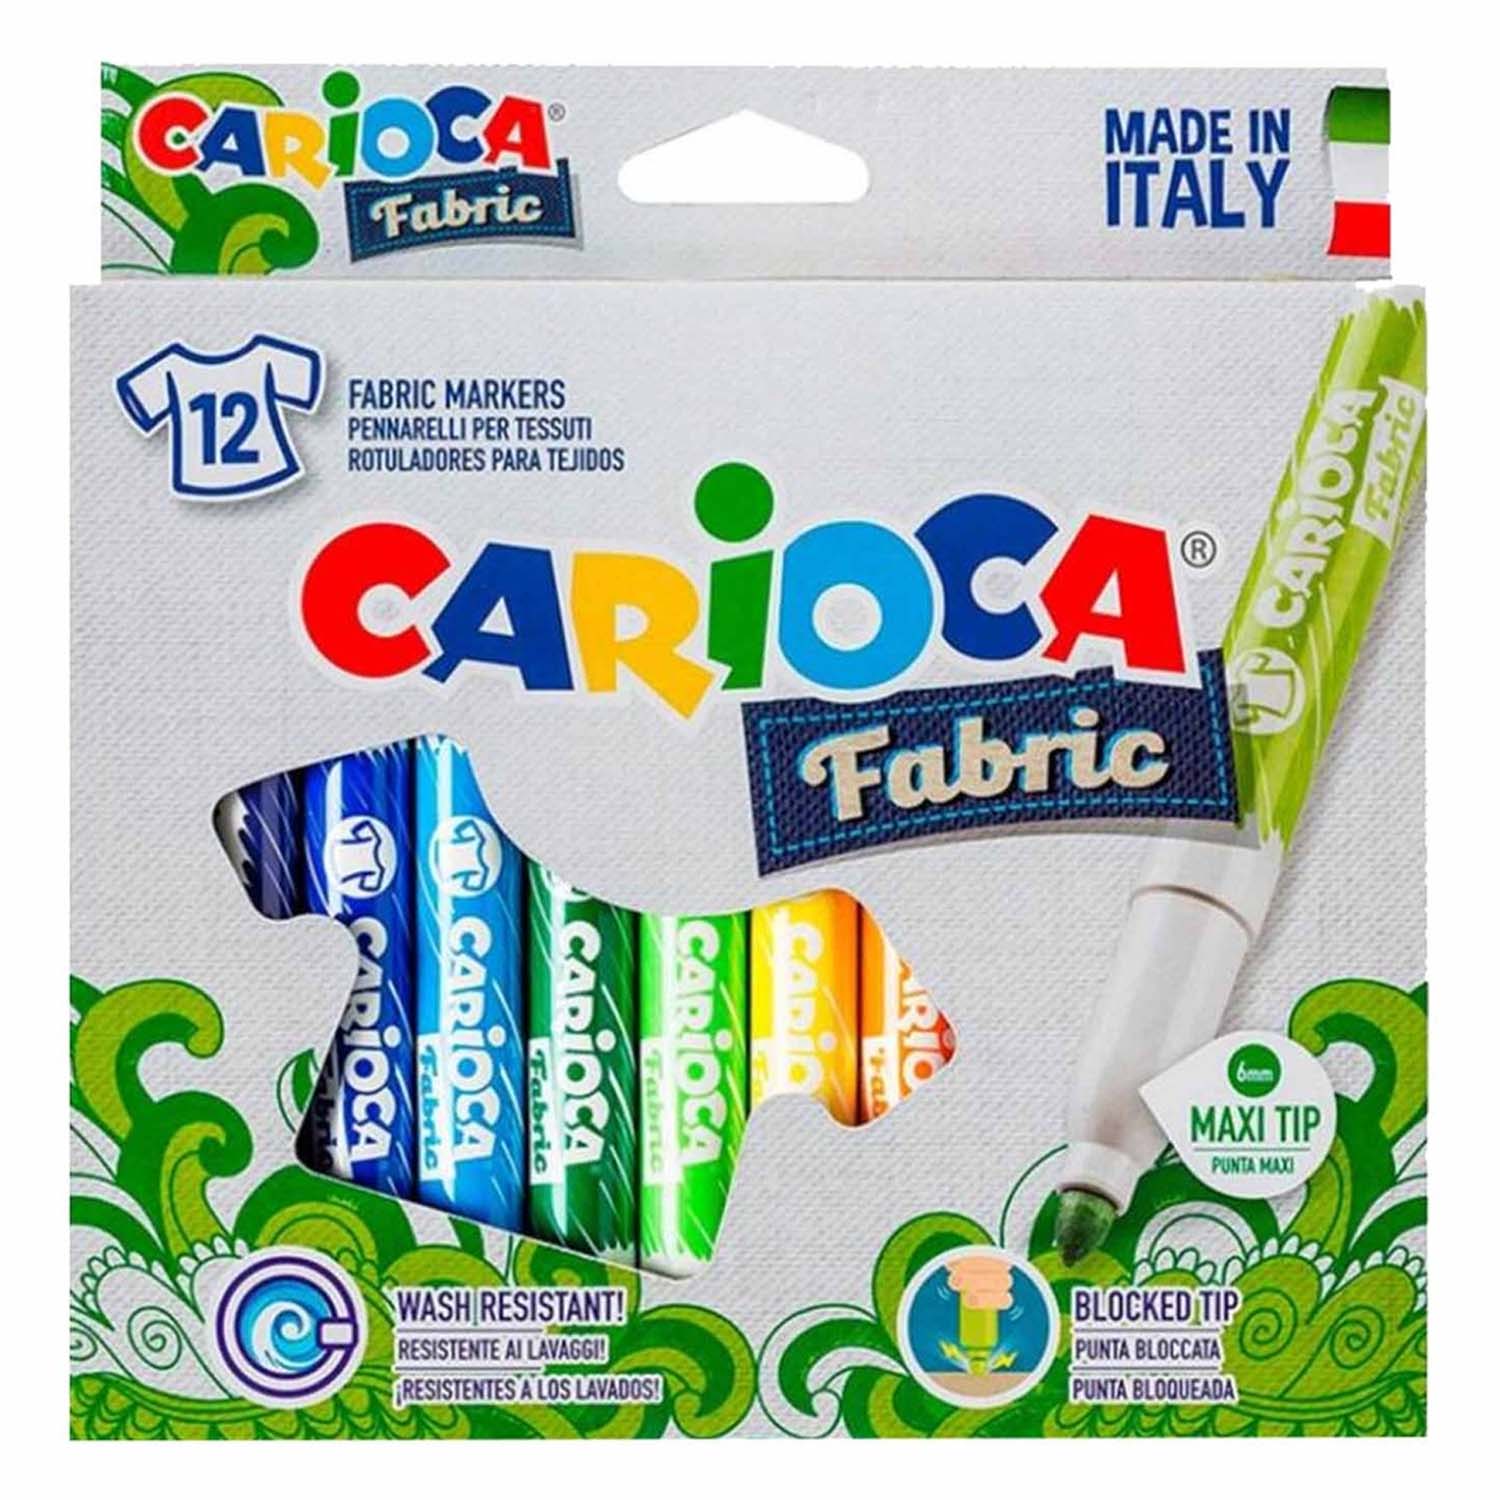 CARIOCA®
Fabric
MADE IN
ITALY
12
FABRIC MARKERS
PENNARELLI PER TESSUTI
ROTULADORES PARA TEJIDOS
CARIOCA®
Fabric
CARIOCA
Fabric
CARIOCA
Fabric
CARIOCA
Fabric
CARIOCA
Fabric
CARIOCA
Fabric
6mm
MAXI TIP
PUNTA MAXI
WASH RESISTANT!
RESISTENTE AI LAVAGGI!
¡RESISTENTES A LOS LAVADOS!
BLOCKED TIP
PUNTA BLOCCATA
PUNTA BLOQUEADA